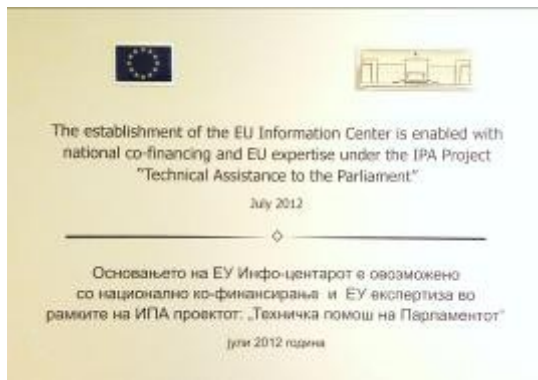 The establishment of the EU Information Center is enabled with
national co-financing and EU expertise under the IPA Project
"Technical Assistance to the Parliament"
July 2012
Основањето на ЕУ Инфо-центарот е овозможено
со национално ко-финансирање и ЕУ експертиза во
рамките на ИПА проектот: „Техничка помош на Парламентот“
јули 2012 година